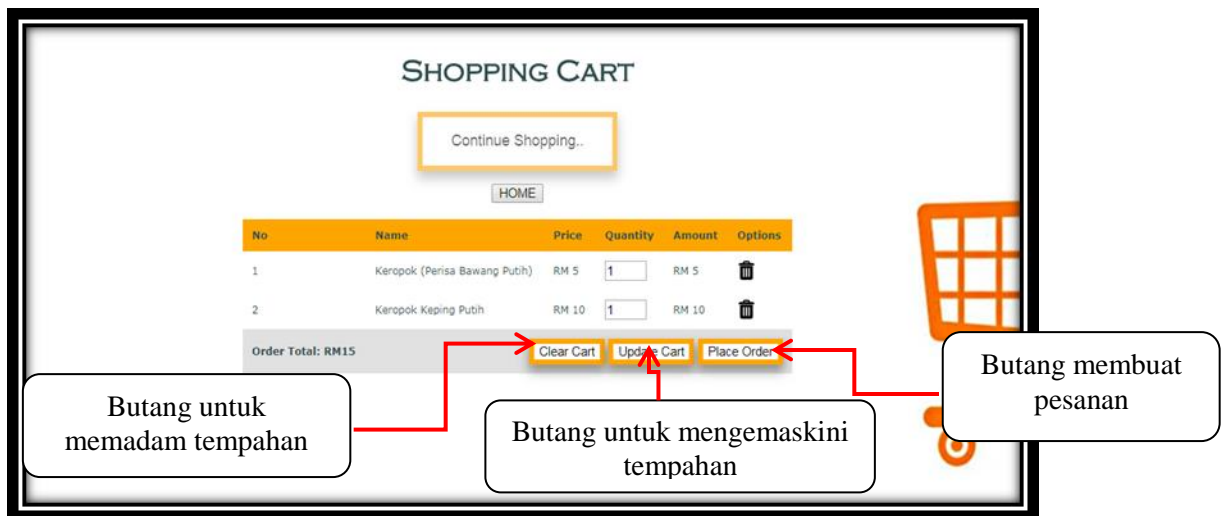 SHOPPING CART
Continue Shopping..
HOME
No Name Price Quantity Amount Options
1 Keropok (Perisa Bawang Putih) RM 5 1 RM 5
2 Keropok Keping Putih RM 10 1 RM 10
Order Total: RM15 Clear Cart Update Cart Place Order
Butang untuk
memadam tempahan
Butang untuk mengemaskini
tempahan
Butang membuat
pesanan